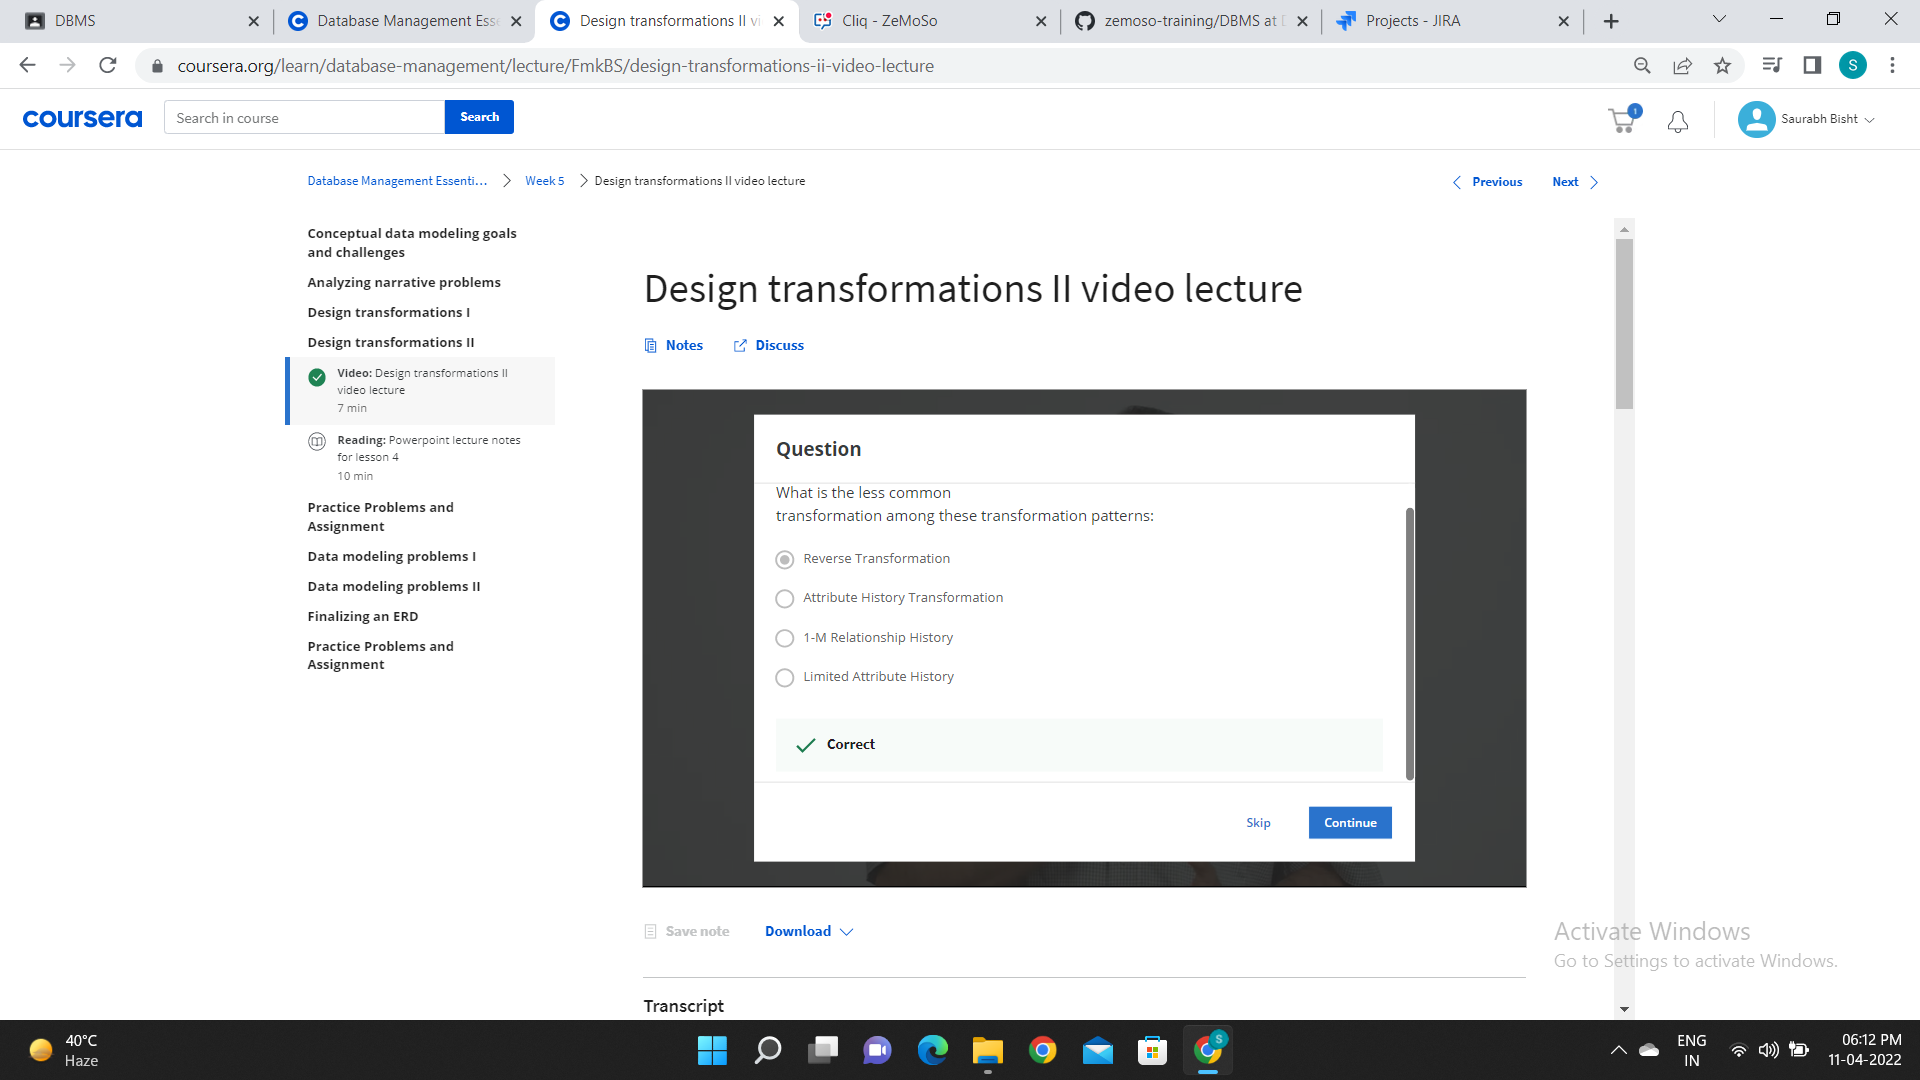 DBMS
Database Management Esse
Design transformations II vi
Cliq - ZeMoSo
zemoso-training/DBMS at
Projects - JIRA
coursera.org/learn/database-management/lecture/FmkBS/design-transformations-ii-video-lecture
S
coursera
Search in course
Search
1
Saurabh Bisht
Database Management Essenti...
Week 5
Design transformations II video lecture
Previous
Next
Conceptual data modeling goals
and challenges
Analyzing narrative problems
Design transformations I
Design transformations II
Video: Design transformations II
video lecture
7 min
Reading: Powerpoint lecture notes
for lesson 4
10 min
Practice Problems and
Assignment
Data modeling problems I
Data modeling problems II
Finalizing an ERD
Practice Problems and
Assignment
Design transformations II video lecture
Notes
Discuss
Question
What is the less common
transformation among these transformation patterns:
Reverse Transformation
Attribute History Transformation
1-M Relationship History
Limited Attribute History
Correct
Skip
Continue
Save note
Download
Transcript
Activate Windows
Go to Settings to activate Windows.
40°C
Haze
S
ENG
IN
06:12 PM
11-04-2022